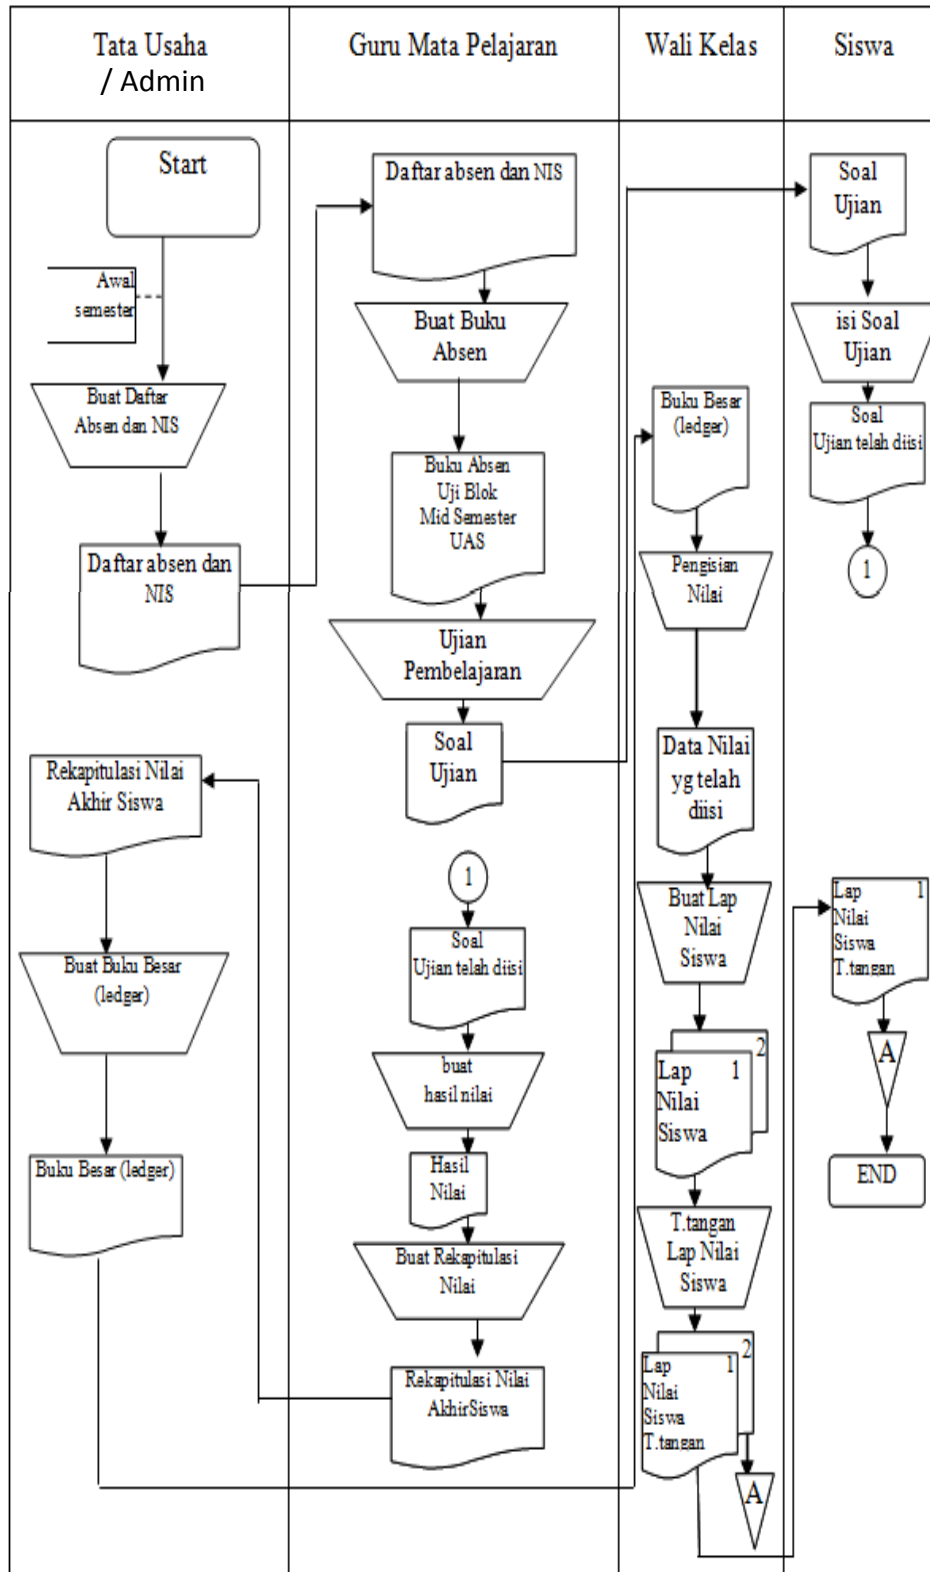 Tata Usaha
/ Admin
Guru Mata Pelajaran
Wali Kelas
Siswa
Start
Awal
semester
Buat Daftar
Absen dan NIS
Daftar absen dan
NIS
Rekapitulasi Nilai
Akhir Siswa
Buat Buku Besar
(ledger)
Buku Besar (ledger)
Daftar absen dan NIS
Buat Buku
Absen
Buku Absen
Uji Blok
Mid Semester
UAS
Ujian
Pembelajaran
Soal
Ujian
1
Soal
Ujian telah diisi
buat
hasil nilai
Hasil
Nilai
Buat Rekapitulasi
Nilai
Rekapitulasi Nilai
AkhirSiswa
Buku Besar
(ledger)
Pengisian
Nilai
Data Nilai
yg telah
diisi
Buat Lap
Nilai
Siswa
2
Lap 1
Nilai
Siswa
T.tangan
Lap Nilai
Siswa
2
Lap 1
Nilai
Siswa
T.tangan
A
Soal
Ujian
isi Soal
Ujian
Soal
Ujian telah diisi
1
Lap 1
Nilai
Siswa
T.tangan
A
END